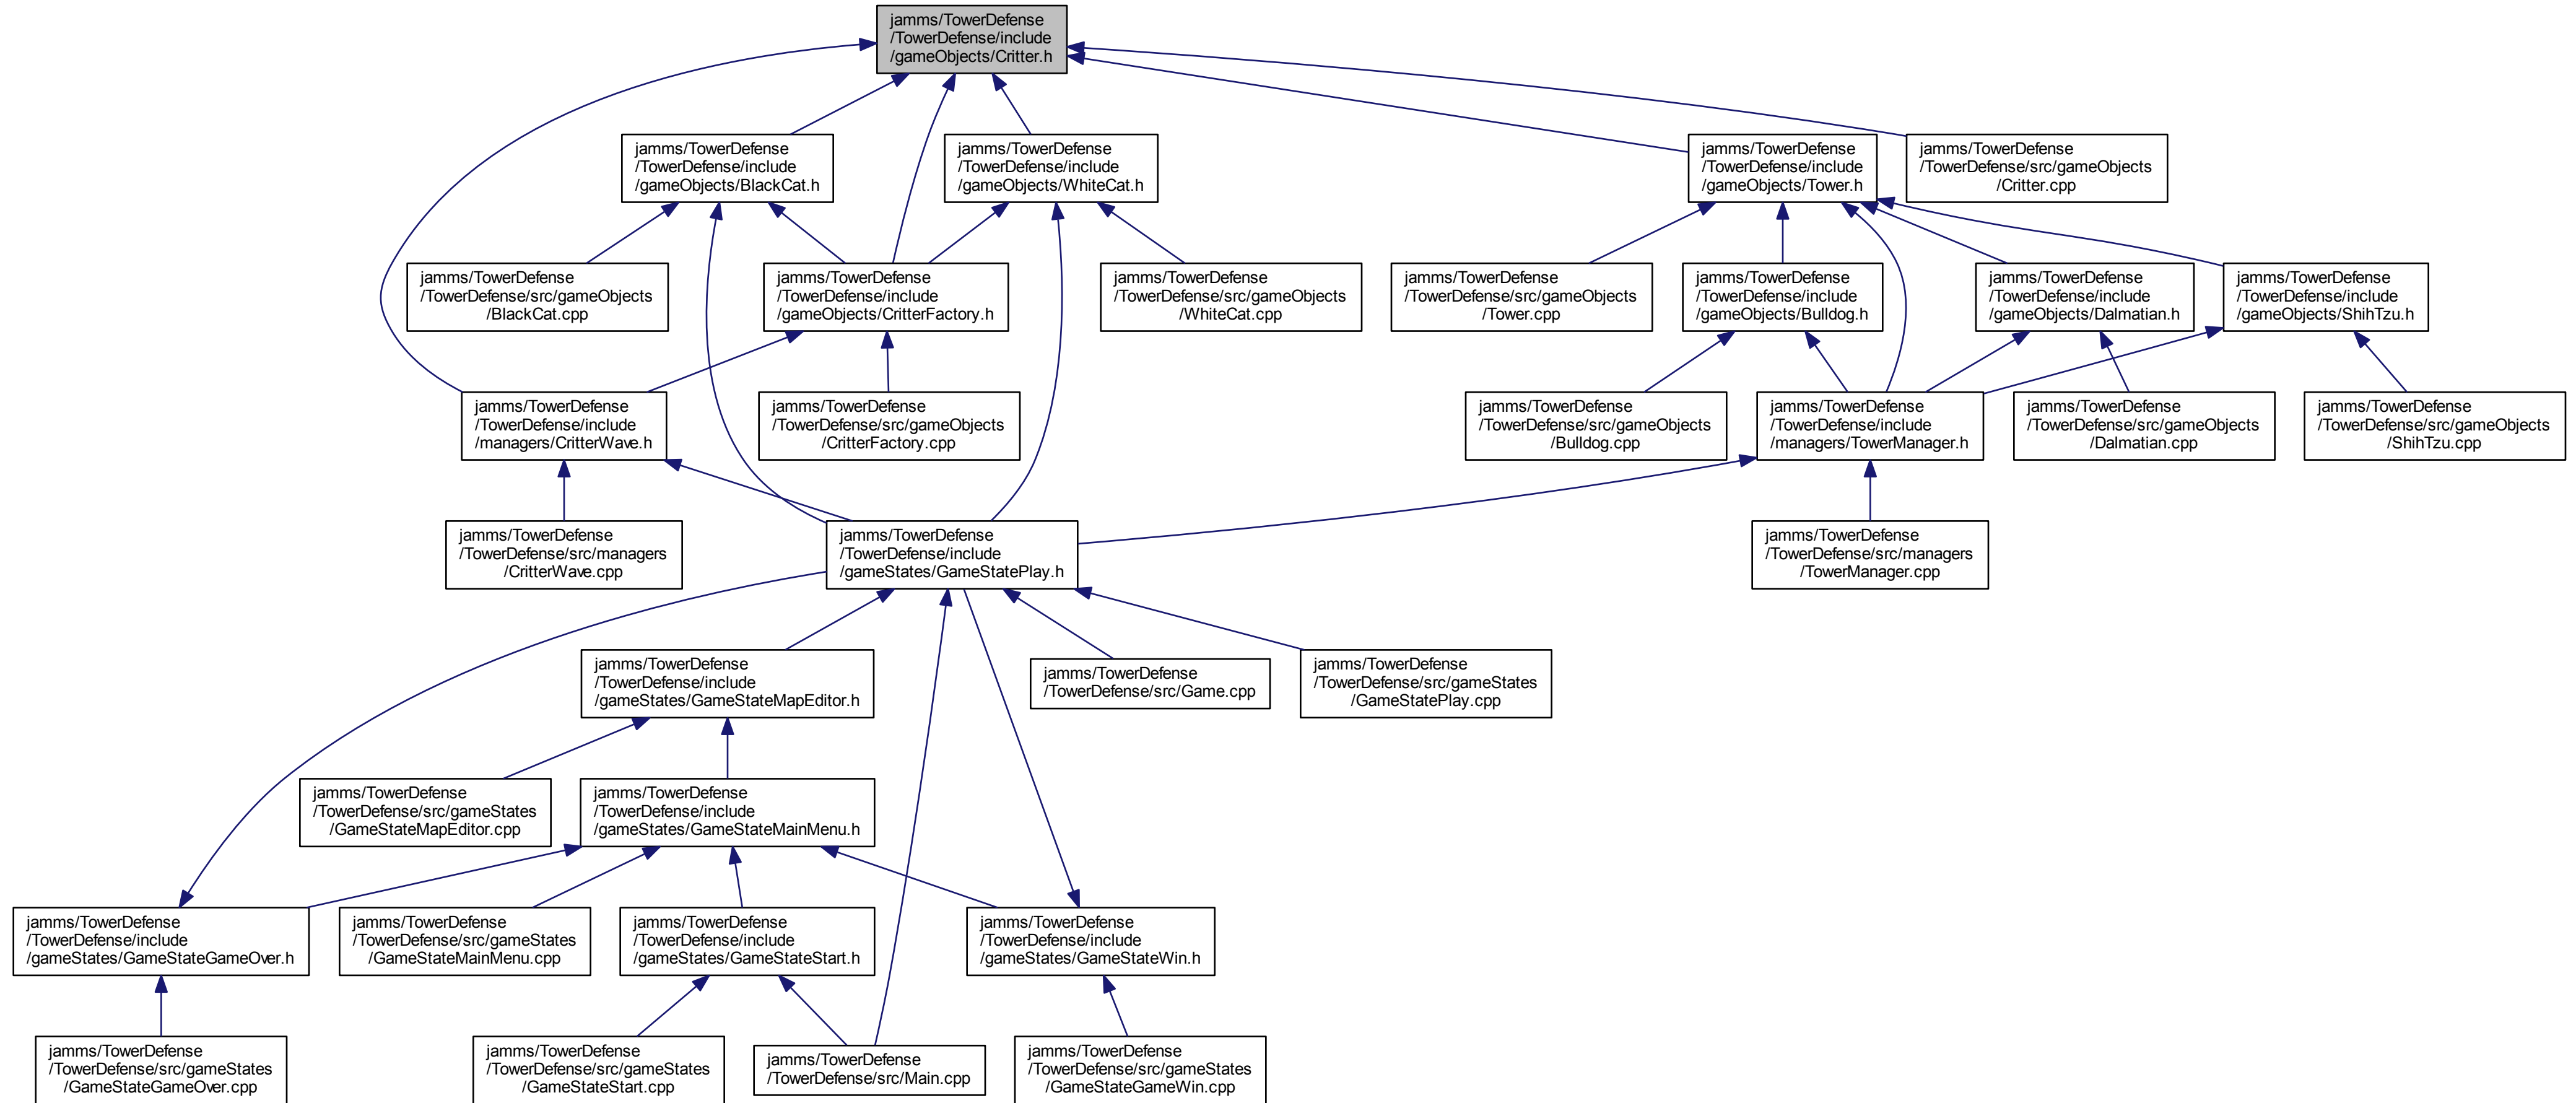 jamms/TowerDefense
/TowerDefense/include
/gameObjects/Critter.h
jamms/TowerDefense
/TowerDefense/include
/gameObjects/BlackCat.h
jamms/TowerDefense
/TowerDefense/include
/gameObjects/WhiteCat.h
jamms/TowerDefense
/TowerDefense/include
/gameObjects/Tower.h
jamms/TowerDefense
/TowerDefense/src/gameObjects
/Critter.cpp
jamms/TowerDefense
/TowerDefense/src/gameObjects
/BlackCat.cpp
jamms/TowerDefense
/TowerDefense/include
/gameObjects/CritterFactory.h
jamms/TowerDefense
/TowerDefense/src/gameObjects
/WhiteCat.cpp
jamms/TowerDefense
/TowerDefense/src/gameObjects
/Tower.cpp
jamms/TowerDefense
/TowerDefense/include
/gameObjects/Bulldog.h
jamms/TowerDefense
/TowerDefense/include
/gameObjects/Dalmatian.h
jamms/TowerDefense
/TowerDefense/include
/gameObjects/ShihTzu.h
jamms/TowerDefense
/TowerDefense/include
/managers/CritterWave.h
jamms/TowerDefense
/TowerDefense/src/gameObjects
/CritterFactory.cpp
jamms/TowerDefense
/TowerDefense/src/gameObjects
/Bulldog.cpp
jamms/TowerDefense
/TowerDefense/include
/managers/TowerManager.h
jamms/TowerDefense
/TowerDefense/src/gameObjects
/Dalmatian.cpp
jamms/TowerDefense
/TowerDefense/src/gameObjects
/ShihTzu.cpp
jamms/TowerDefense
/TowerDefense/src/managers
/CritterWave.cpp
jamms/TowerDefense
/TowerDefense/include
/gameStates/GameStatePlay.h
jamms/TowerDefense
/TowerDefense/src/managers
/TowerManager.cpp
jamms/TowerDefense
/TowerDefense/include
/gameStates/GameStateMapEditor.h
jamms/TowerDefense
/TowerDefense/src/Game.cpp
jamms/TowerDefense
/TowerDefense/src/gameStates
/GameStatePlay.cpp
jamms/TowerDefense
/TowerDefense/src/gameStates
/GameStateMapEditor.cpp
jamms/TowerDefense
/TowerDefense/include
/gameStates/GameStateMainMenu.h
jamms/TowerDefense
/TowerDefense/include
/gameStates/GameStateGameOver.h
jamms/TowerDefense
/TowerDefense/src/gameStates
/GameStateMainMenu.cpp
jamms/TowerDefense
/TowerDefense/include
/gameStates/GameStateStart.h
jamms/TowerDefense
/TowerDefense/include
/gameStates/GameStateWin.h
jamms/TowerDefense
/TowerDefense/src/gameStates
/GameStateGameOver.cpp
jamms/TowerDefense
/TowerDefense/src/gameStates
/GameStateStart.cpp
jamms/TowerDefense
/TowerDefense/src/Main.cpp
jamms/TowerDefense
/TowerDefense/src/gameStates
/GameStateGameWin.cpp